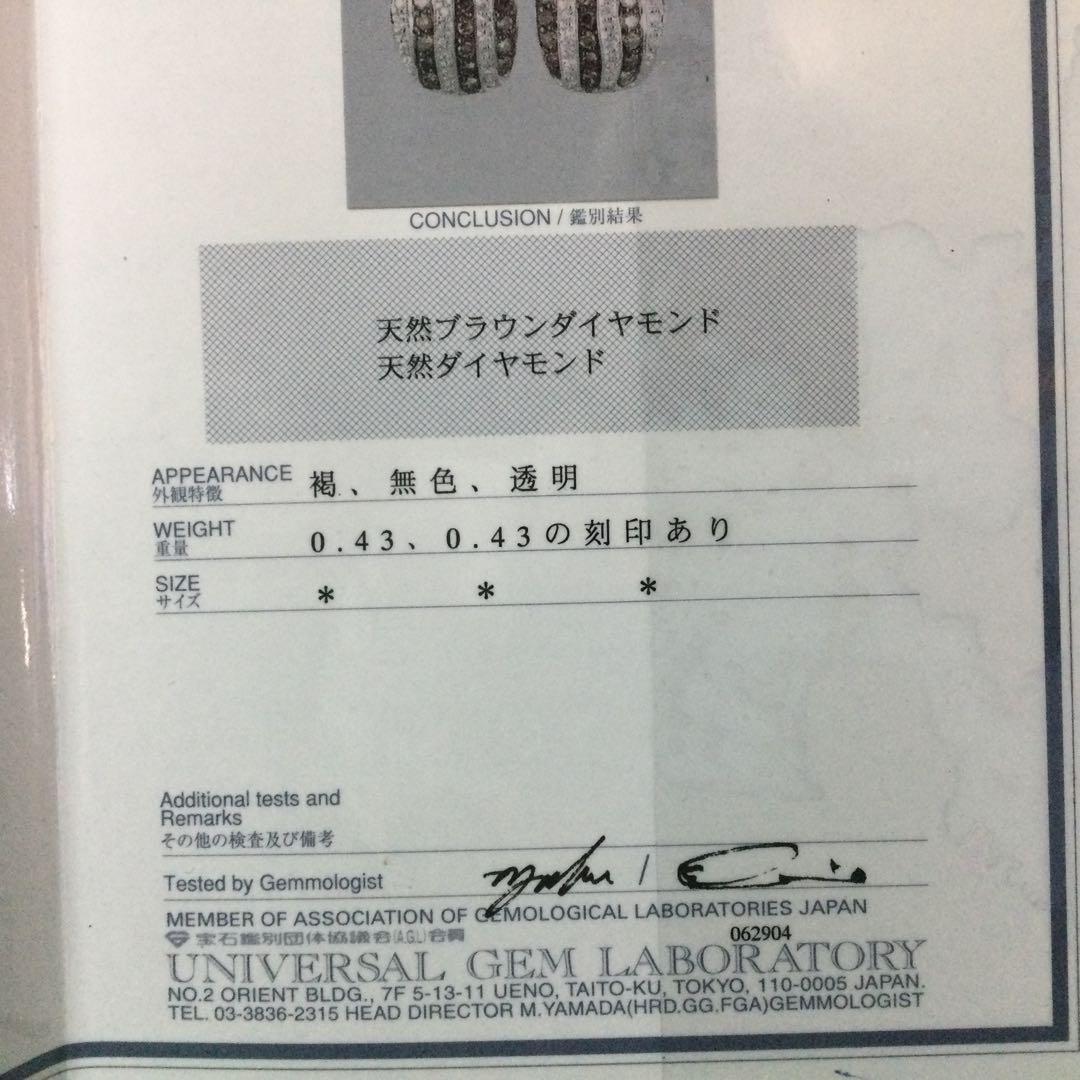 CONCLUSION / 鑑別結果
天然ブラウンダイヤモンド
天然ダイヤモンド
APPEARANCE 褐、無色、透明
外観特徴
WEIGHT 0.43、0.43の刻印あり
重量
SIZE * * *
サイズ
Additional tests and
Remarks
その他の検査及び備考
Tested by Gemmologist /
MEMBER OF ASSOCIATION OF GEMOLOGICAL LABORATORIES JAPAN
宝石鑑別団体協議会(A.G.L)会員 062904
UNIVERSAL GEM LABORATORY
NO.2 ORIENT BLDG., 7F 5-13-11 UENO, TAITO-KU, TOKYO, 110-0005 JAPAN.
TEL. 03-3836-2315 HEAD DIRECTOR M.YAMADA(HRD.GG.FGA)GEMMOLOGIST